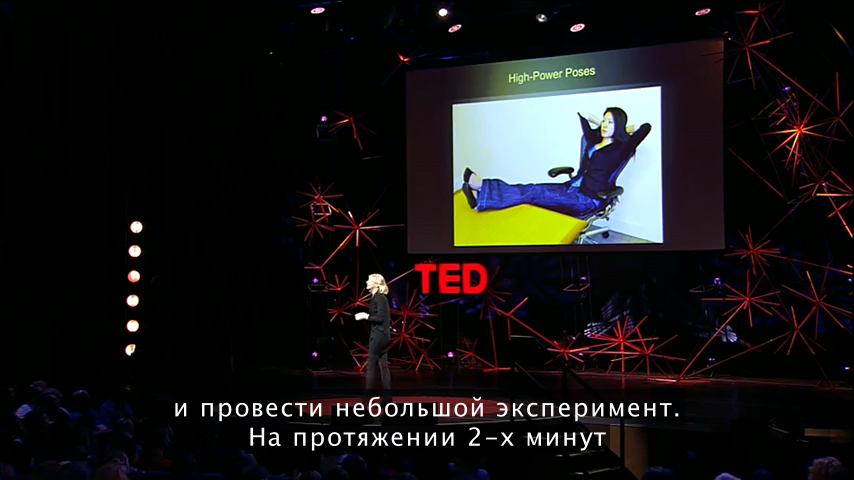 High-Power Poses
TED
и провести небольшой эксперимент.
На протяжении 2-х минут